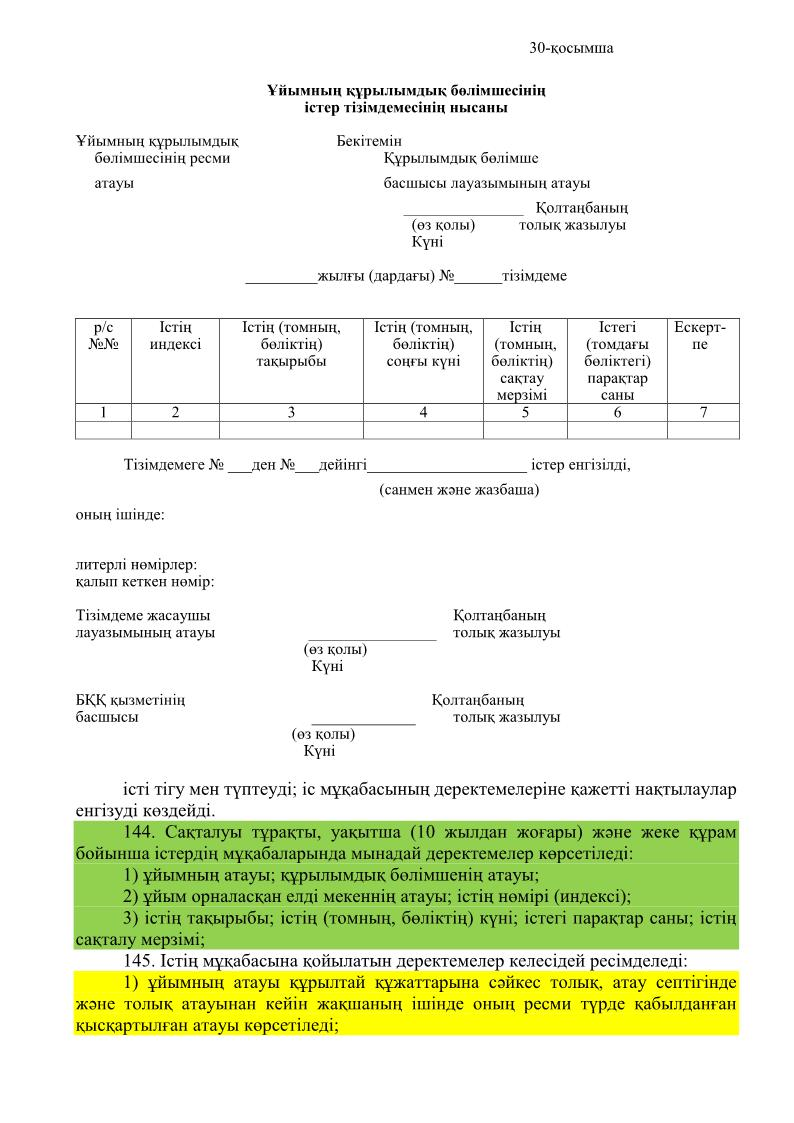 30-қосымша
Ұйымның құрылымдық бөлімшесінің
істер тізімдемесінің нысаны
Ұйымның құрылымдық Бекітемін
бөлімшесінің ресми Құрылымдық бөлімше
атауы басшысы лауазымының атауы
_______________ Қолтаңбаның
(өз қолы) толық жазылуы
Күні
____________жылғы (дардағы) №______тізімдеме
р/с №№
Істің индексі
Істің (томның, бөліктің) тақырыбы
Істің (томның, бөліктің) соңғы күні
Істің (томның, бөліктің) сақтау мерзімі
Істегі (томдағы бөліктегі) парақтар саны
Ескерт-пе
1 2 3 4 5 6 7
Тізімдемеге № ___ден №___дейінгі____________________ істер енгізілді,
(санмен және жазбаша)
оның ішінде:
литерлі нөмірлер:
қалып кеткен нөмір:
Тізімдеме жасаушы Қолтаңбаның
лауазымының атауы ________________ толық жазылуы
(өз қолы)
Күні
БҚҚ қызметінің Қолтаңбаның
басшысы _____________ толық жазылуы
(өз қолы)
Күні
істі тігу мен түптеуді; іс мұқабасының деректемелеріне қажетті нақтылаулар
енгізуді көздейді.
144. Сақталуы тұрақты, уақытша (10 жылдан жоғары) және жеке құрам
бойынша істердің мұқабаларында мынадай деректемелер көрсетіледі:
1) ұйымның атауы; құрылымдық бөлімшенің атауы;
2) ұйым орналасқан елді мекеннің атауы; істің нөмірі (индексі);
3) істің тақырыбы; істің (томның, бөліктің) күні; істегі парақтар саны; істің
сақталу мерзімі;
145. Істің мұқабасына қойылатын деректемелер келесідей ресімделеді:
1) ұйымның атауы құрылтай құжаттарына сәйкес толық, атау септігінде
және толық атауынан кейін жақшаның ішінде оның ресми түрде қабылданған
қысқартылған атауы көрсетіледі;